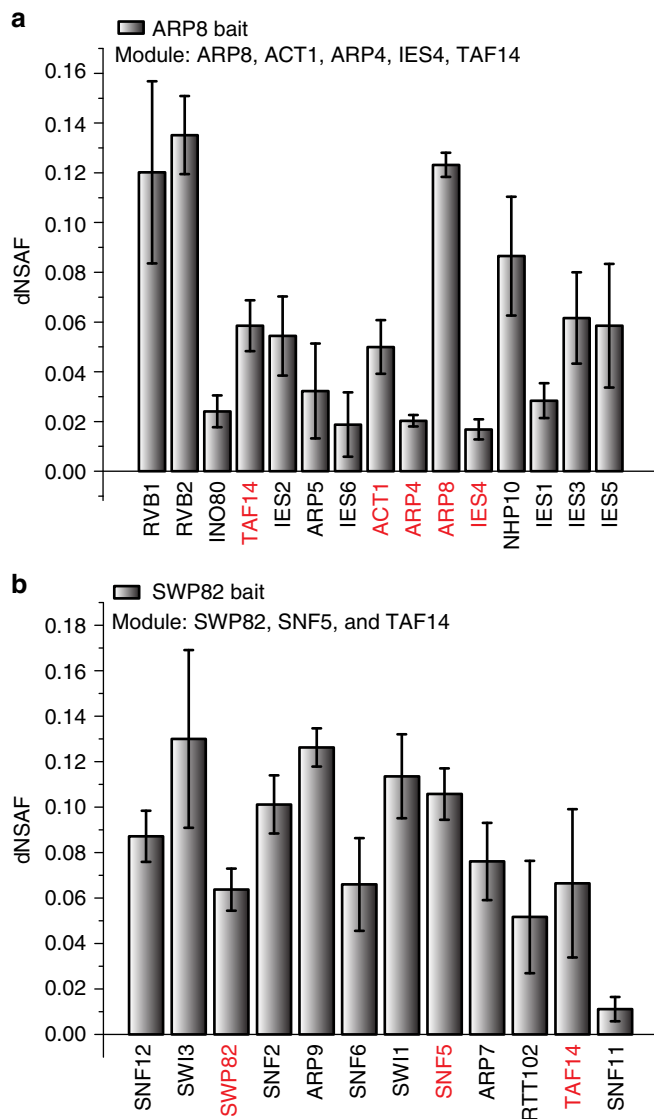 a
ARP8 bait
Module: ARP8, ACT1, ARP4, IES4, TAF14
0.16
0.14
0.12
0.10
0.08
0.06
0.04
0.02
0.00
dNSAF
RVB1
RVB2
INO80
TAF14
IES2
ARP5
IES6
ACT1
ARP4
ARP8
IES4
NHP10
IES1
IES3
IES5
b
SWP82 bait
Module: SWP82, SNF5, and TAF14
0.18
0.16
0.14
0.12
0.10
0.08
0.06
0.04
0.02
0.00
dNSAF
SNF12
SWI3
SWP82
SNF2
ARP9
SNF6
SWI1
SNF5
ARP7
RTT102
TAF14
SNF11